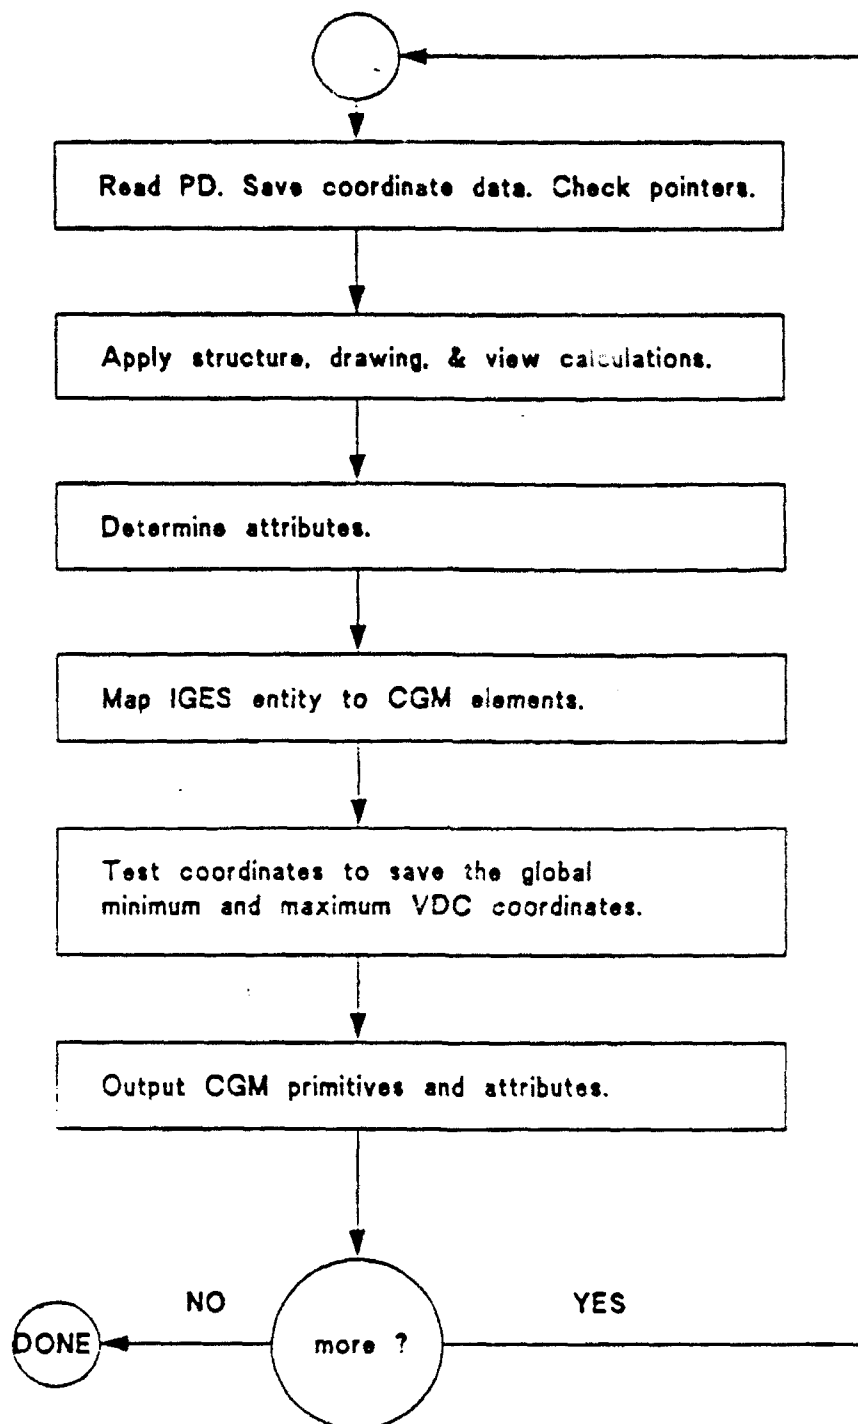 Read PD. Save coordinate data. Check pointers.
Apply structure, drawing, & view calculations.
Determine attributes.
Map IGES entity to CGM elements.
Test coordinates to save the global
minimum and maximum VDC coordinates.
Output CGM primitives and attributes.
NO
YES
DONE
more ?